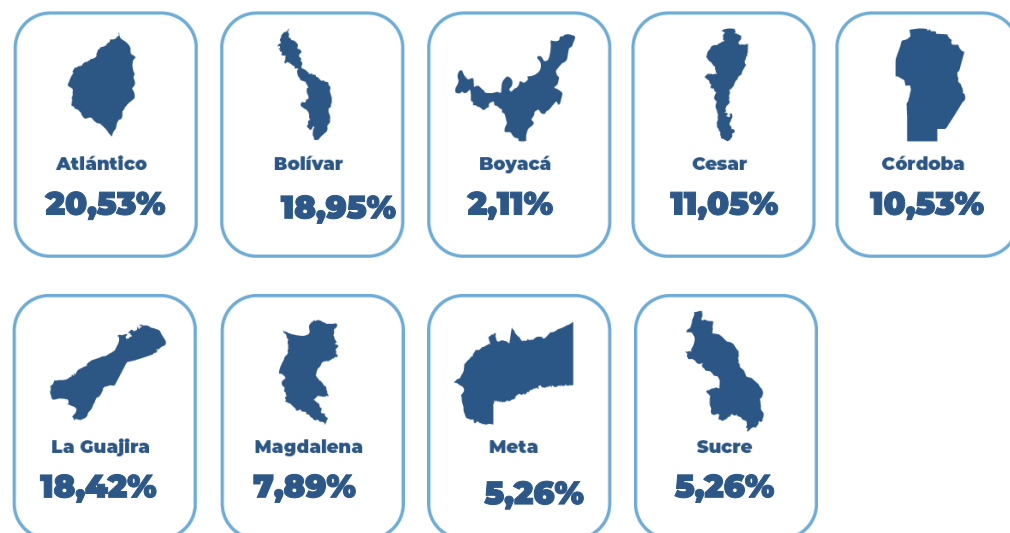 Atlántico
20,53%
Bolívar
18,95%
Boyacá
2,11%
Cesar
11,05%
Córdoba
10,53%
La Guajira
18,42%
Magdalena
7,89%
Meta
5,26%
Sucre
5,26%